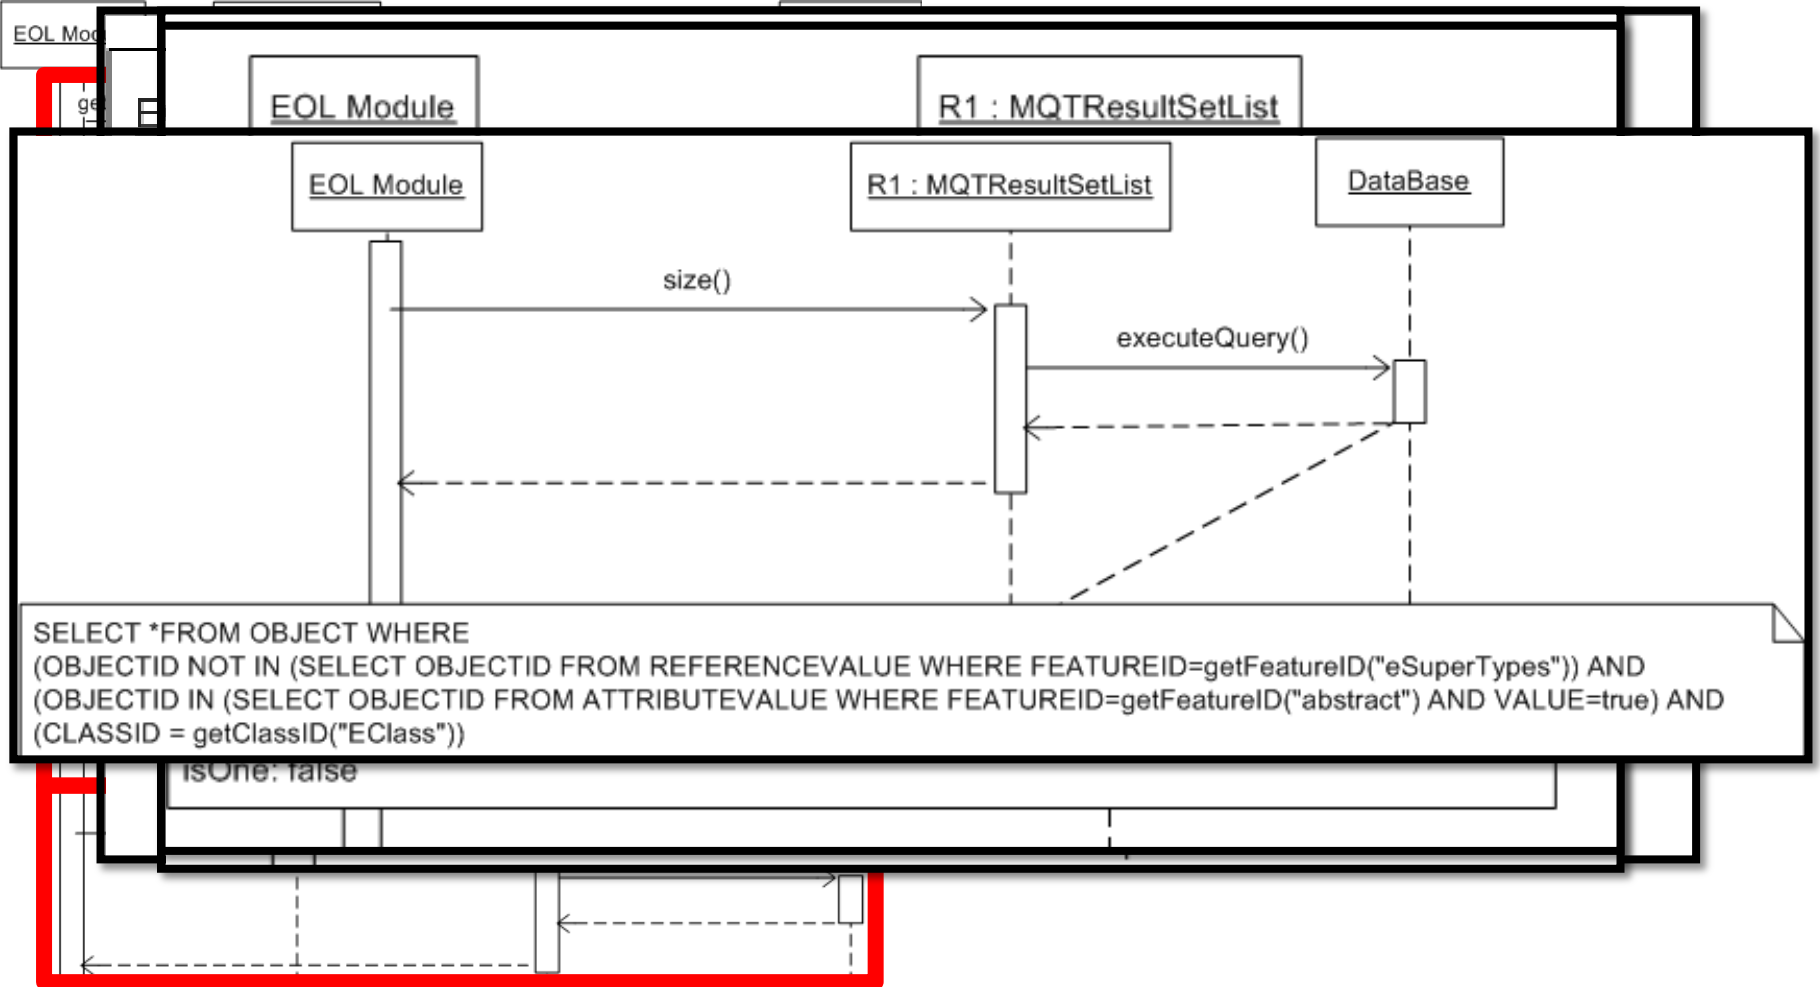 EOL Mod
EOL Module
R1 : MQTResultSetList
ge
EOL Module
R1 : MQTResultSetList
DataBase
size()
executeQuery()
SELECT *FROM OBJECT WHERE
(OBJECTID NOT IN (SELECT OBJECTID FROM REFERENCEVALUE WHERE FEATUREID=getFeatureID("eSuperTypes")) AND
(OBJECTID IN (SELECT OBJECTID FROM ATTRIBUTEVALUE WHERE FEATUREID=getFeatureID("abstract") AND VALUE=true) AND
(CLASSID = getClassID("EClass"))
isOne: false